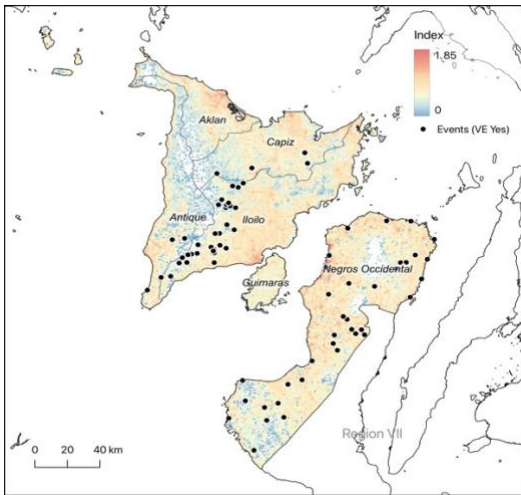 Index
1.85
0
Events (VE Yes)
Aklan
Capiz
Antique
Iloilo
Guimaras
Negros Occidental
Region VII
0 20 40 km